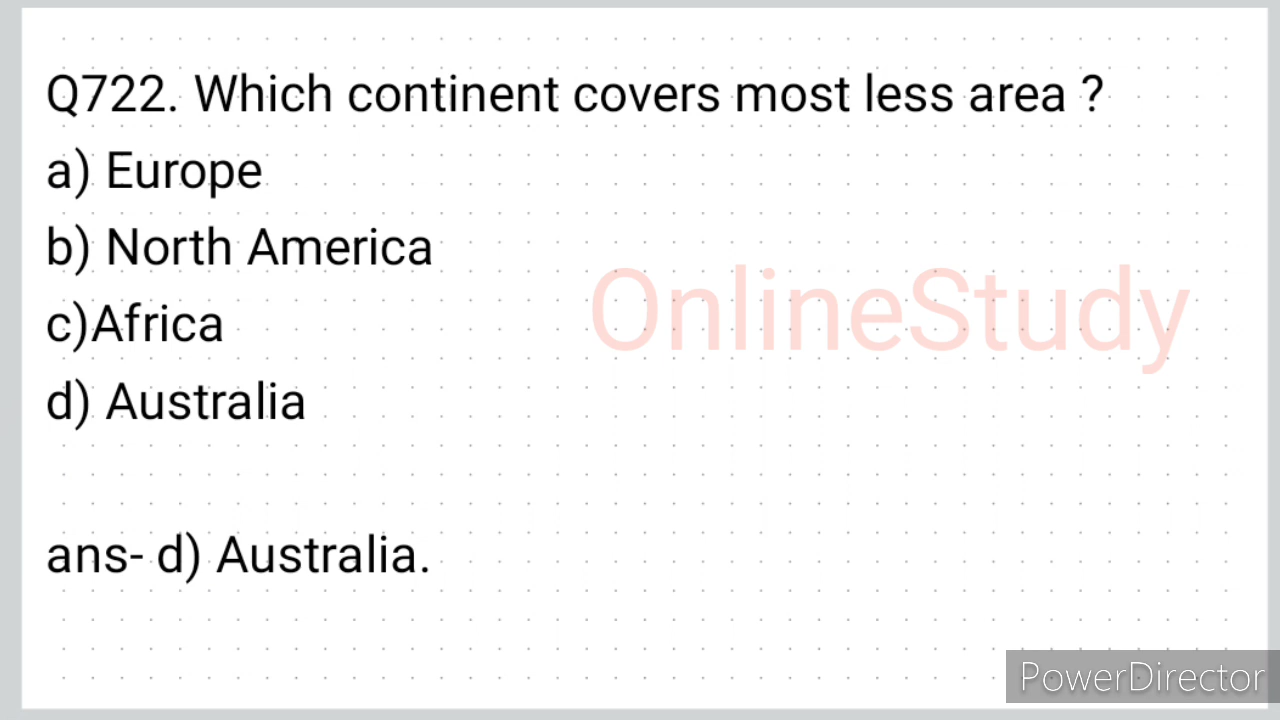 Q722. Which continent covers most less area ?
a) Europe
b) North America
c)Africa
d) Australia
OnlineStudy
ans- d) Australia.
PowerDirector